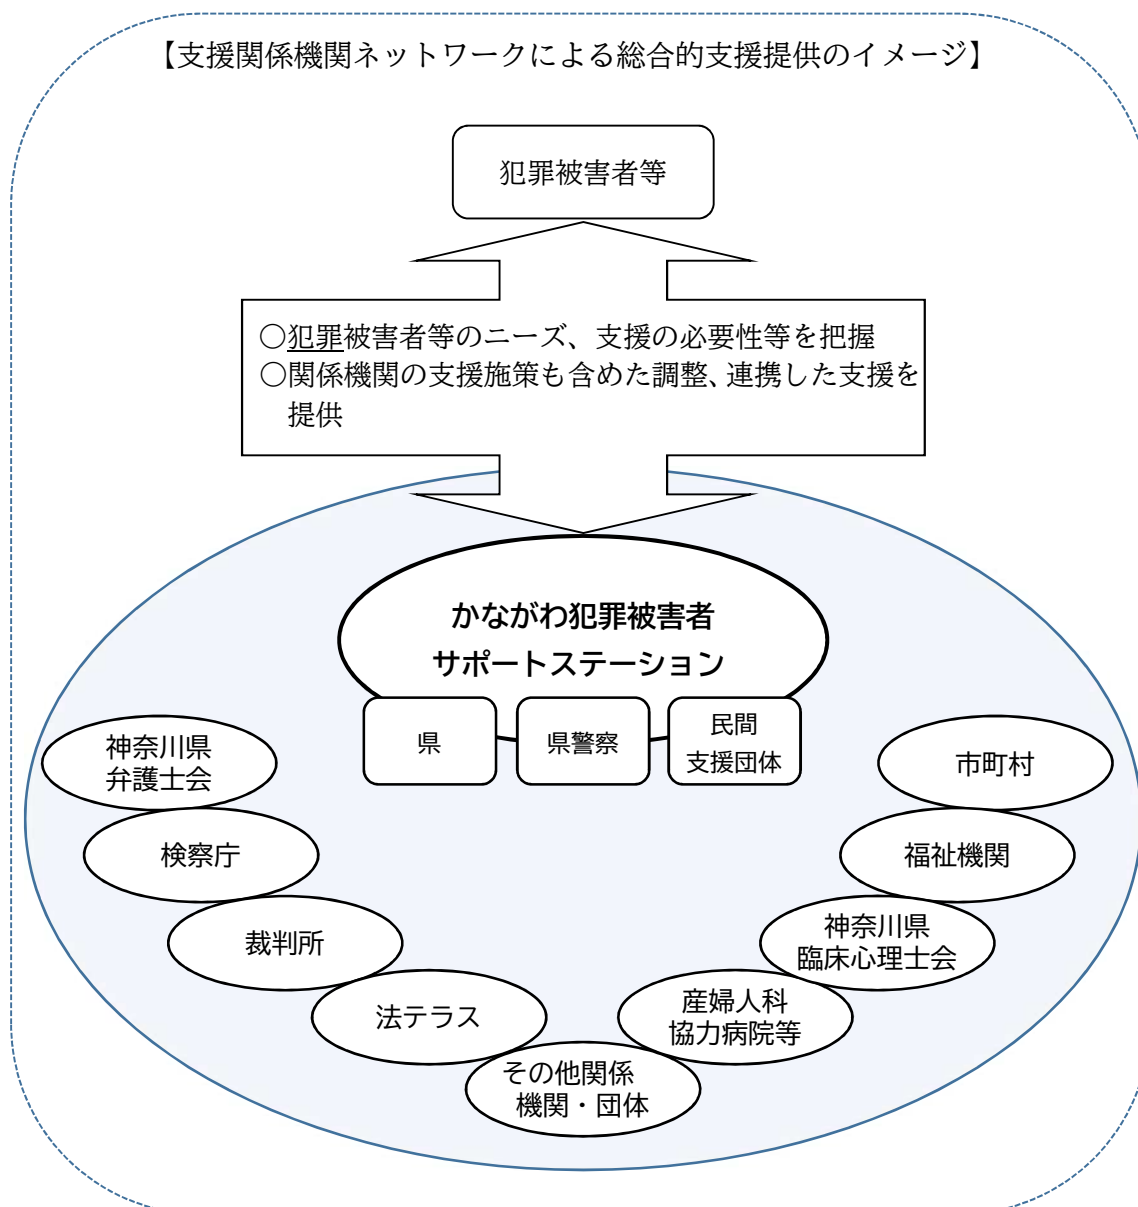 【支援関係機関ネットワークによる総合的支援提供のイメージ】
犯罪被害者等
○犯罪被害者等のニーズ、支援の必要性等を把握
○関係機関の支援施策も含めた調整、連携した支援を
提供
かながわ犯罪被害者
サポートステーション
県
県警察
民間
支援団体
神奈川県
弁護士会
検察庁
裁判所
法テラス
その他関係
機関・団体
産婦人科
協力病院等
神奈川県
臨床心理士会
福祉機関
市町村